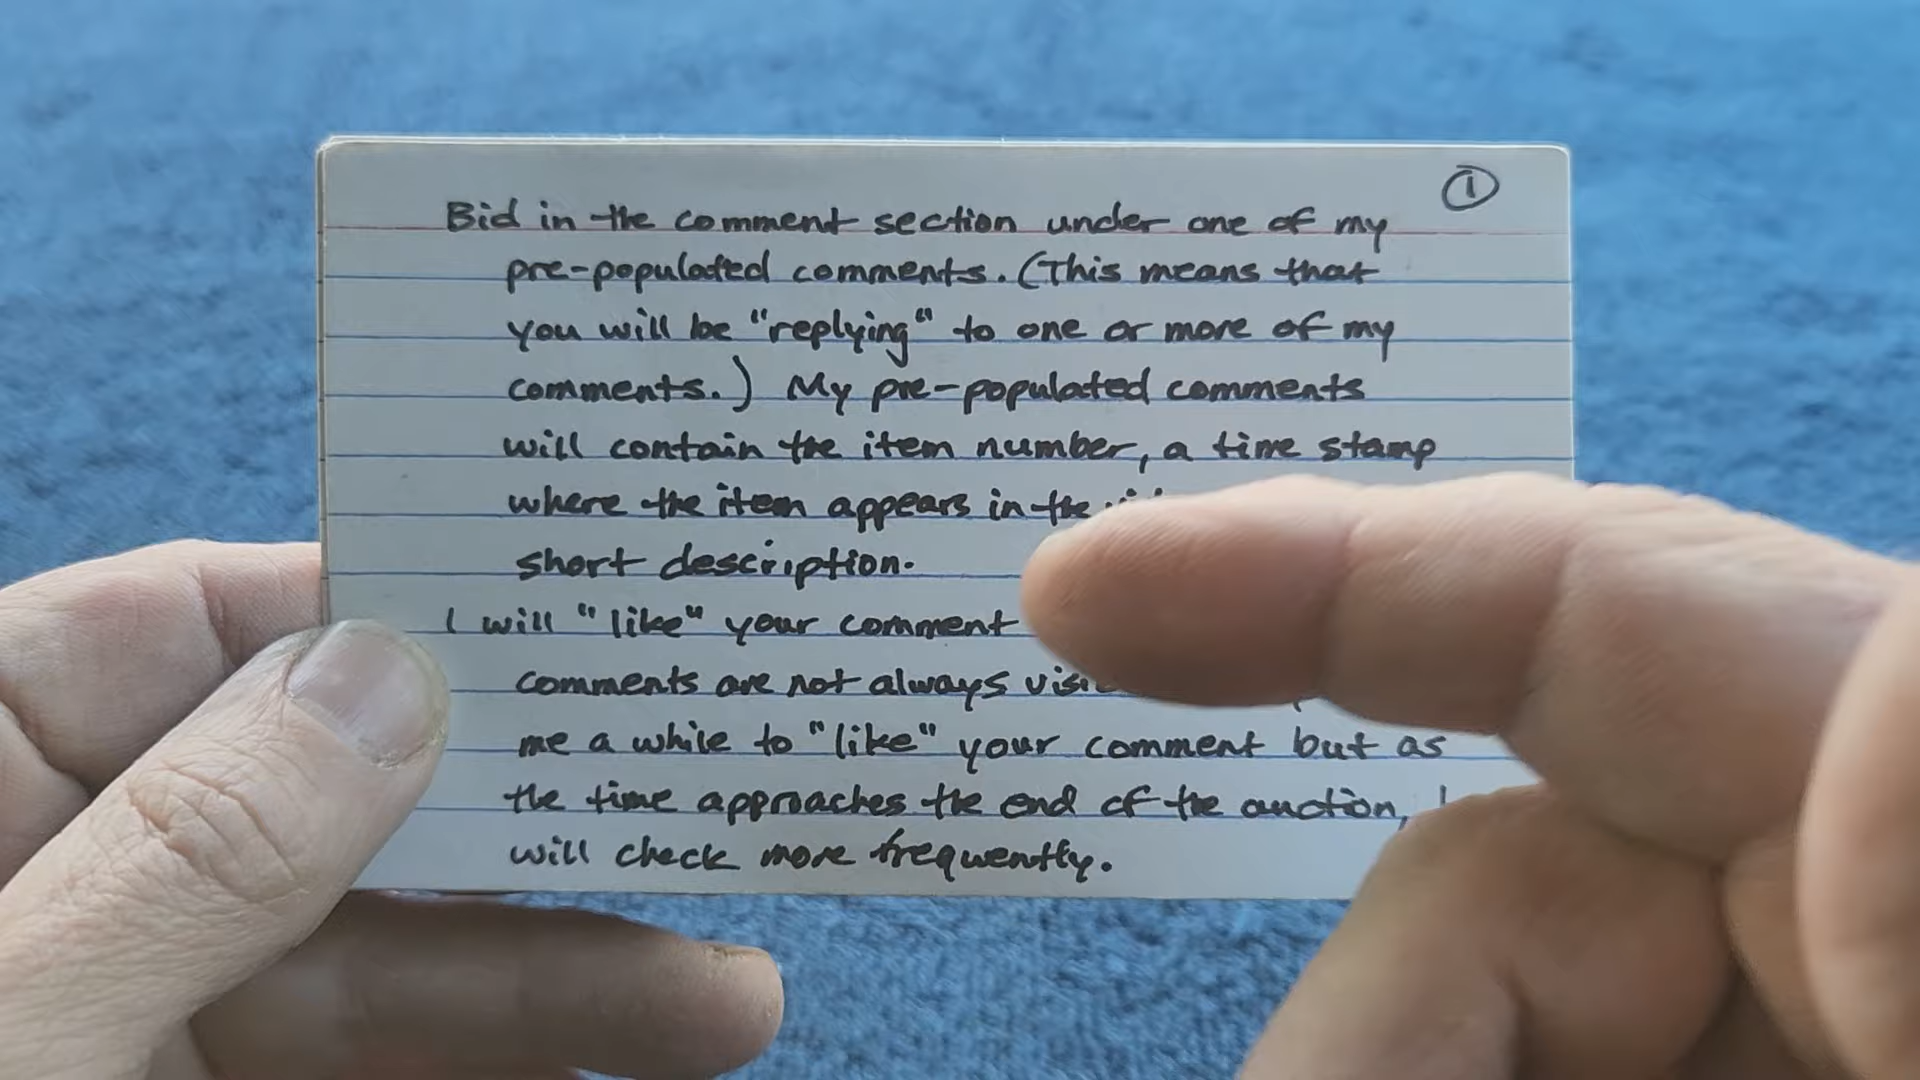 ①
Bid in the comment section under one of my
pre-populated comments. (This means that
you will be "replying" to one or more of my
comments.) My pre-populated comments
will contain the item number, a time stamp
where the item appears in the
short description.
I will "like" your comment
comments are not always
me a while to "like" your comment but as
the time approaches the end of the auction, I
will check more frequently.